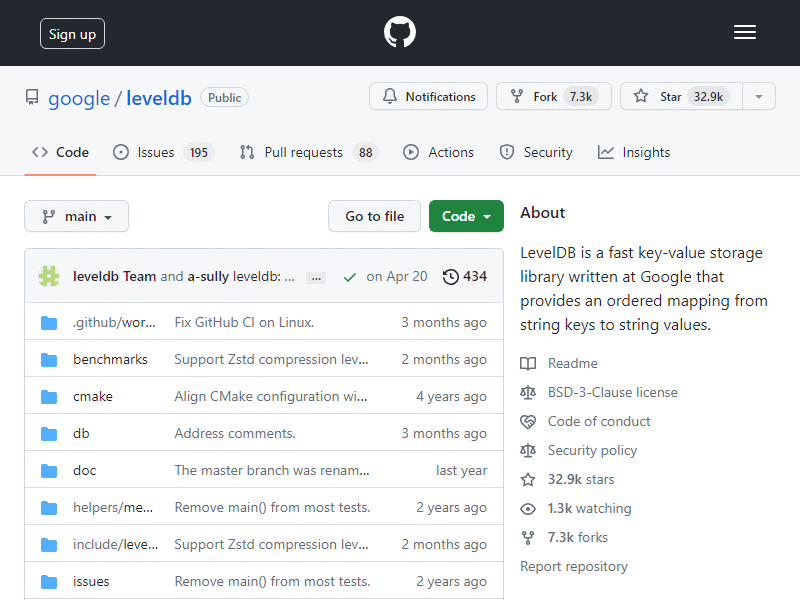 Sign up
google / leveldb Public
Notifications Fork 7.3k Star 32.9k
Code Issues 195 Pull requests 88 Actions Security Insights
main Go to file Code
leveldb Team and a-sully leveldb: … ... on Apr 20 434
.github/wor… Fix GitHub CI on Linux. 3 months ago
benchmarks Support Zstd compression lev… 2 months ago
cmake Align CMake configuration wi… 4 years ago
db Address comments. 3 months ago
doc The master branch was renam… last year
helpers/me… Remove main() from most tests. 2 years ago
include/leve… Support Zstd compression lev… 2 months ago
issues Remove main() from most tests. 2 years ago
About
LevelDB is a fast key-value storage
library written at Google that
provides an ordered mapping from
string keys to string values.
Readme
BSD-3-Clause license
Code of conduct
Security policy
32.9k stars
1.3k watching
7.3k forks
Report repository